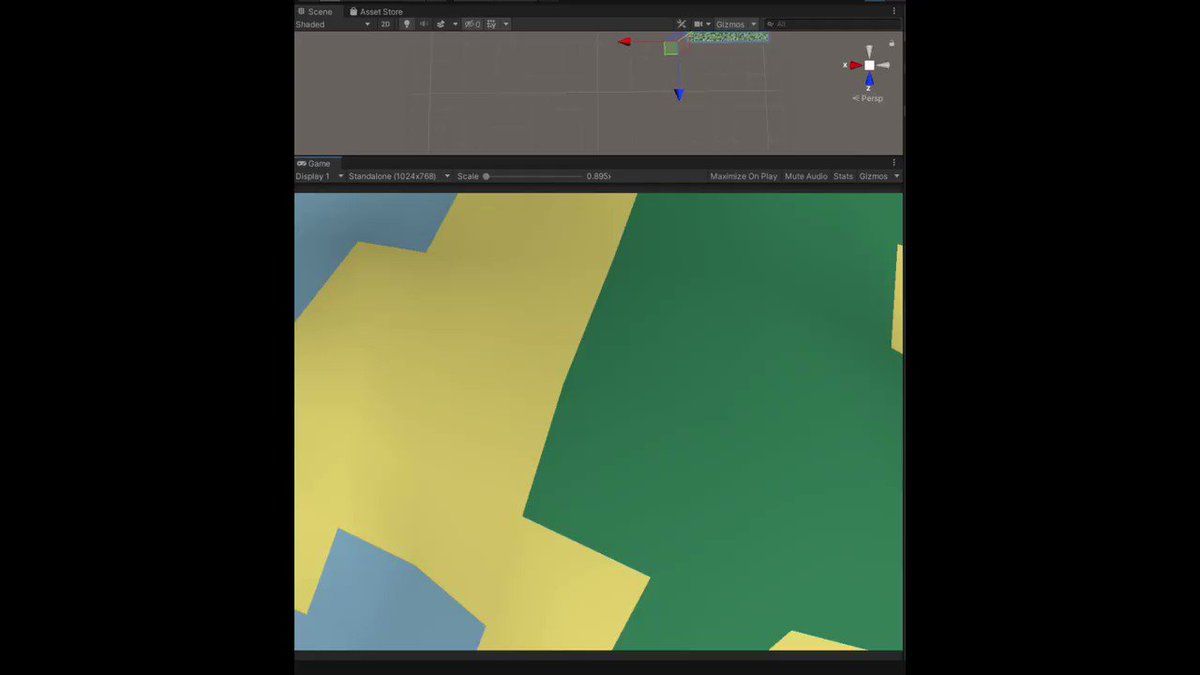 Scene Asset Store
Shaded 2D 0 Gizmos All
x
z
Persp
Game
Display 1 Standalone (1024x768) Scale 0.895x Maximize On Play Mute Audio Stats Gizmos